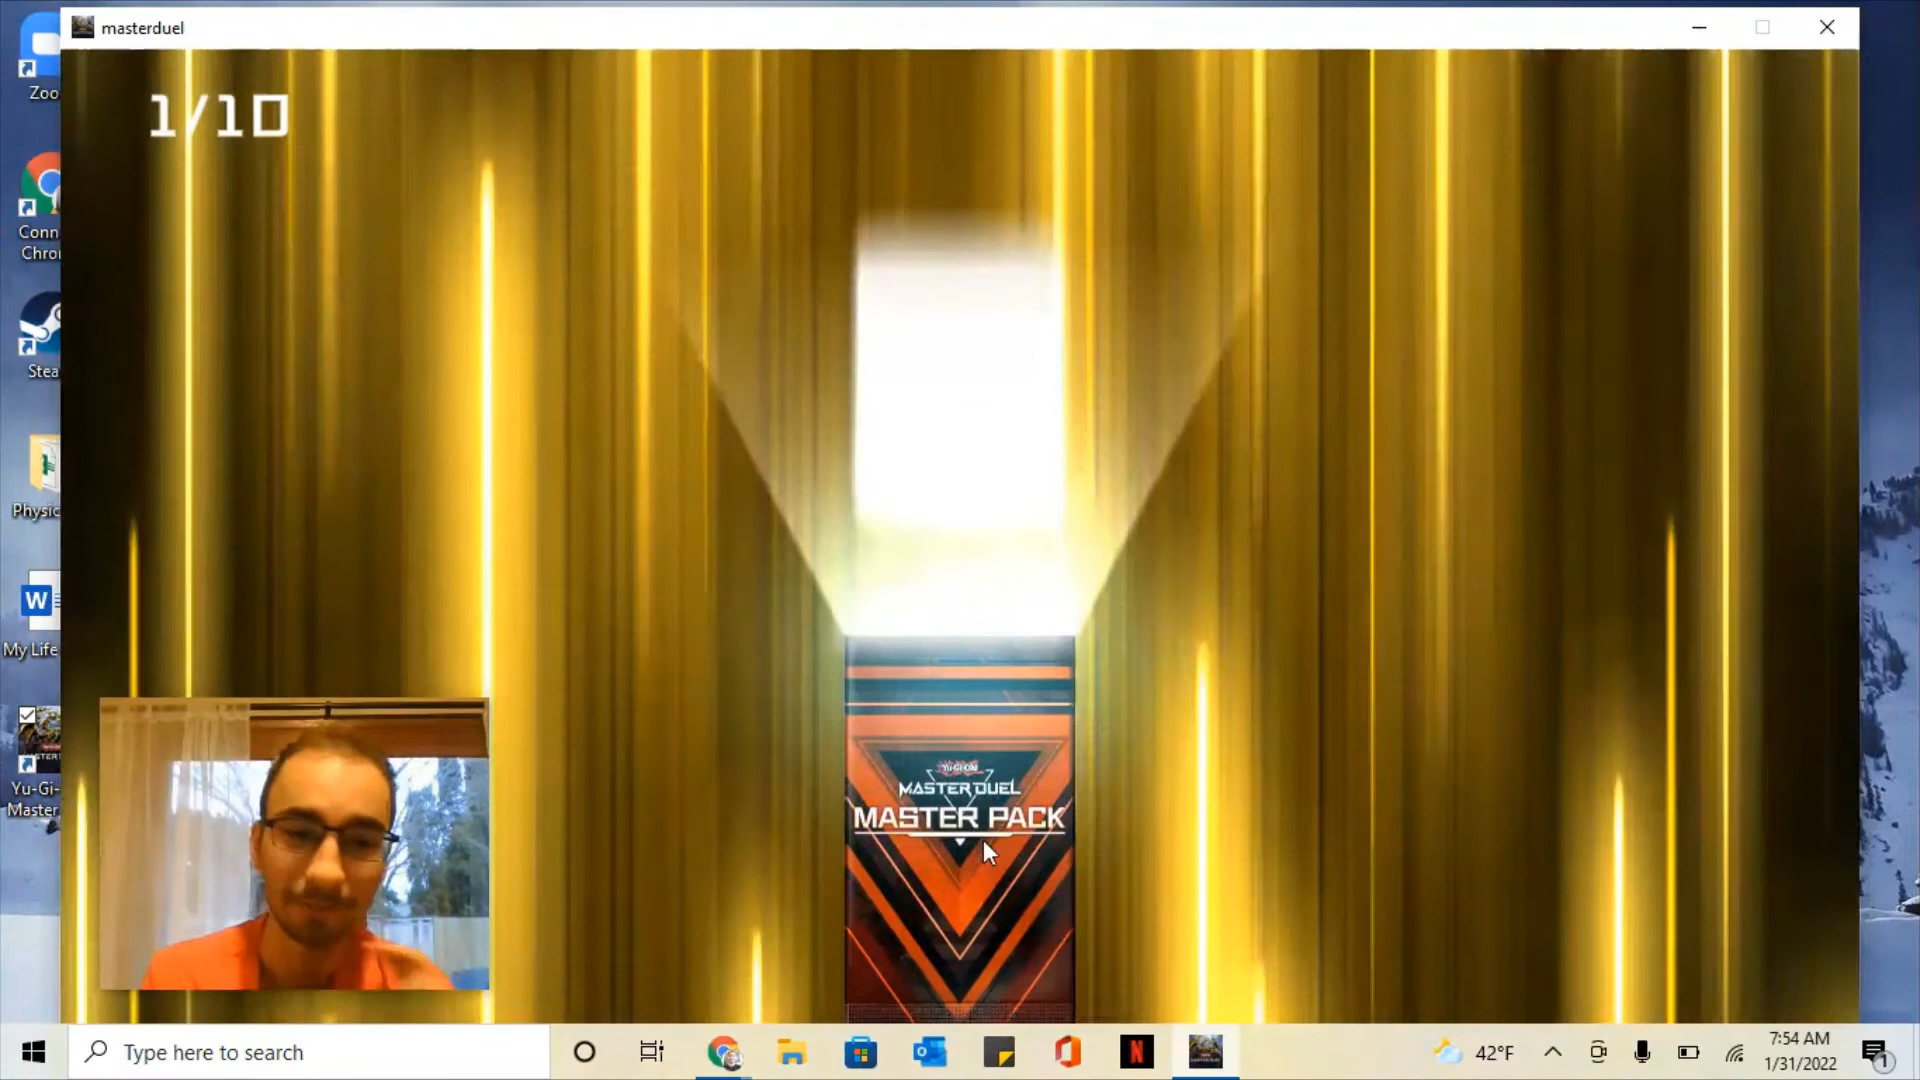 masterduel
1/10
Zoo
Conn
Chro
Stea
Physic
W
My Life
Yu-Gi-
Master
YU-GI-OH!
MASTER DUEL
MASTER PACK
Type here to search
N
42°F
7:54 AM
1/31/2022
1